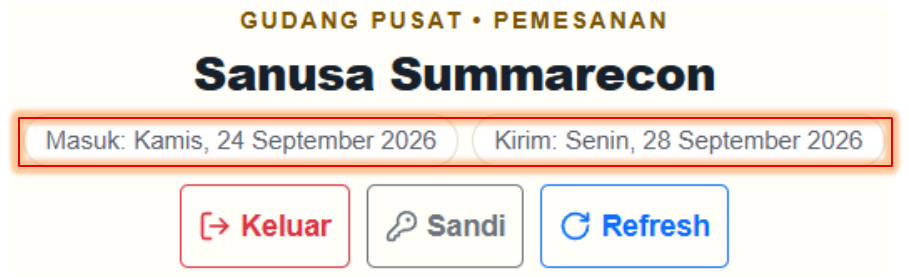 GUDANG PUSAT • PEMESANAN
Sanusa Summarecon
Masuk: Kamis, 24 September 2026 Kirim: Senin, 28 September 2026
Keluar Sandi Refresh